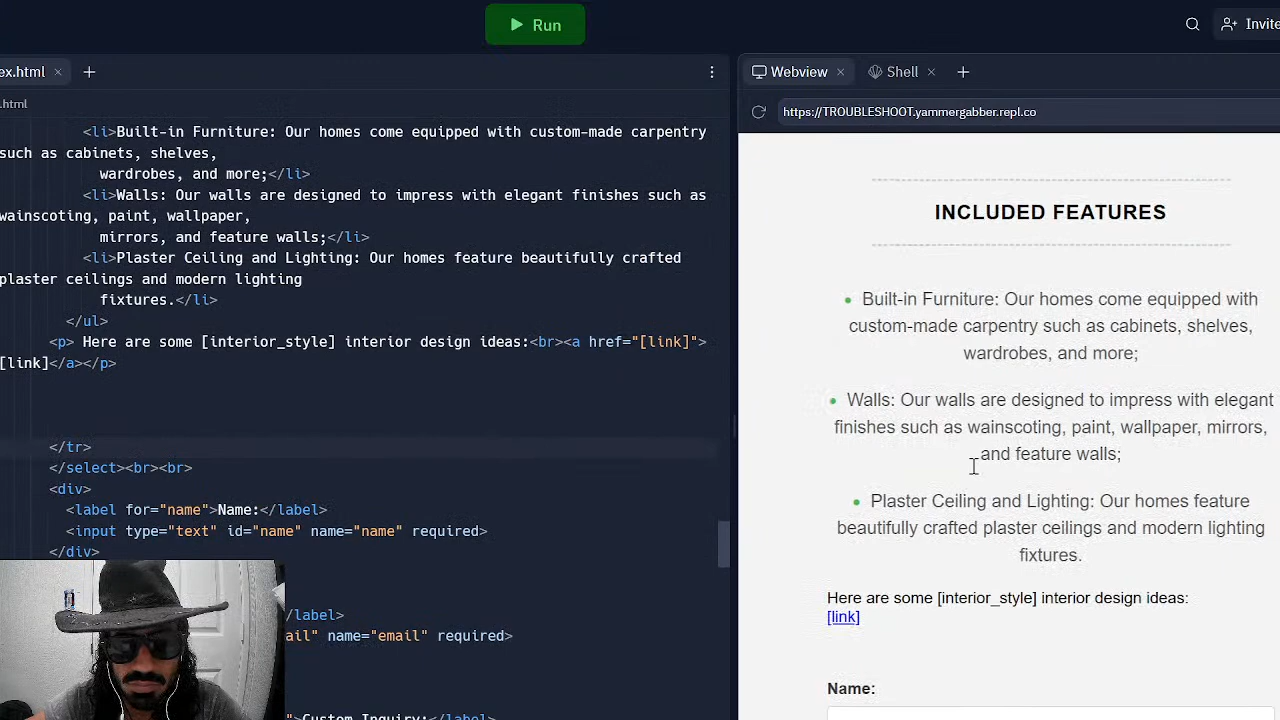 Run
Invite
ex.html
Webview
Shell
.html
https://TROUBLESHOOT.yammergabber.repl.co
<li>Built-in Furniture: Our homes come equipped with custom-made carpentry
such as cabinets, shelves,
wardrobes, and more;</li>
<li>Walls: Our walls are designed to impress with elegant finishes such as
wainscoting, paint, wallpaper,
mirrors, and feature walls;</li>
<li>Plaster Ceiling and Lighting: Our homes feature beautifully crafted
plaster ceilings and modern lighting
fixtures.</li>
</ul>
<p> Here are some [interior_style] interior design ideas:<br><a href="[link]">
[link]</a></p>
</tr>
</select><br><br>
<div>
<label for="name">Name:</label>
<input type="text" id="name" name="name" required>
</div>
/label>
ail" name="email" required>
">Custom Inquiry:</label>
INCLUDED FEATURES
Built-in Furniture: Our homes come equipped with
custom-made carpentry such as cabinets, shelves,
wardrobes, and more;
Walls: Our walls are designed to impress with elegant
finishes such as wainscoting, paint, wallpaper, mirrors,
and feature walls;
Plaster Ceiling and Lighting: Our homes feature
beautifully crafted plaster ceilings and modern lighting
fixtures.
Here are some [interior_style] interior design ideas:
[link]
Name: